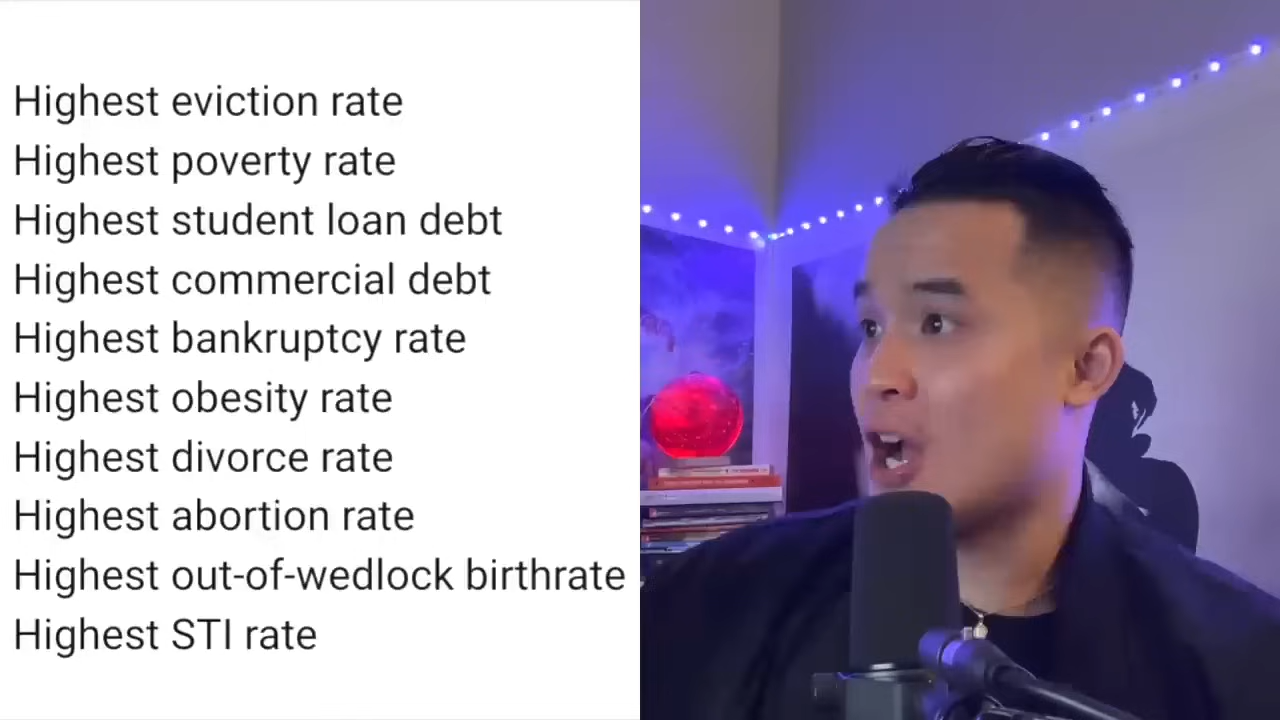 Highest eviction rate
Highest poverty rate
Highest student loan debt
Highest commercial debt
Highest bankruptcy rate
Highest obesity rate
Highest divorce rate
Highest abortion rate
Highest out-of-wedlock birthrate
Highest STI rate